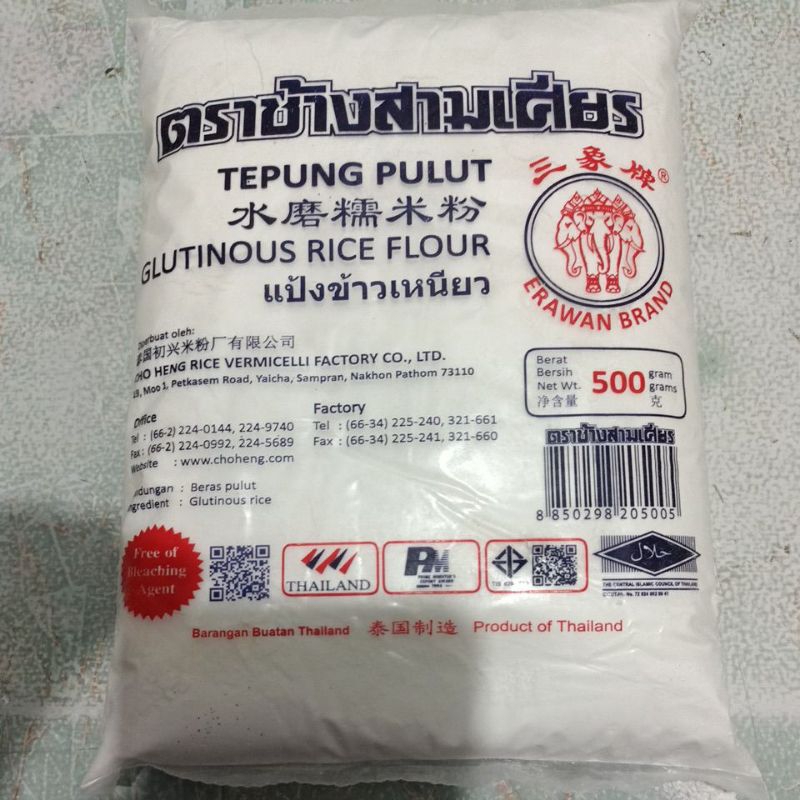 ตราช้างสามเศียร
TEPUNG PULUT
水磨糯米粉
GLUTINOUS RICE FLOUR
แป้งข้าวเหนียว
三象牌®
ERAWAN BRAND
Diperbuat oleh:
泰国初兴米粉厂有限公司
CHO HENG RICE VERMICELLI FACTORY CO., LTD.
Moo 1, Petkasem Road, Yaicha, Sampran, Nakhon Pathom 73110
Office
Tel : (66-2) 224-0144, 224-9740
Fax : (66-2) 224-0992, 224-5689
Website : www.choheng.com
Factory
Tel : (66-34) 225-240, 321-661
Fax : (66-34) 225-241, 321-660
Berat Bersih
Net Wt.
净含量
500
gram
grams
克
ตราช้างสามเศียร
8 850298 205005
Kandungan : Beras pulut
Ingredient : Glutinous rice
Free of
Bleaching
Agent
THAILAND
PM
PRIME MINISTER'S
EXPORT AWARD
حلال
THE CENTRAL ISLAMIC COUNCIL OF THAILAND
Barangan Buatan Thailand 泰国制造 Product of Thailand